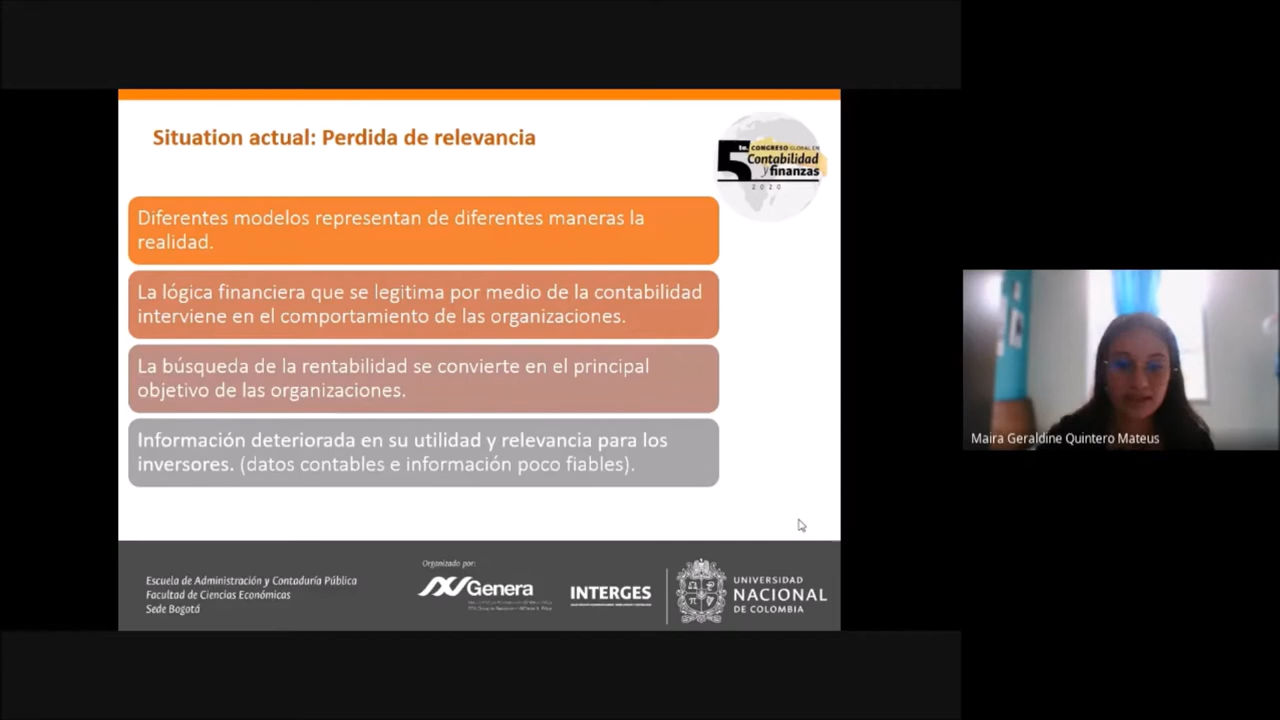 Situation actual: Perdida de relevancia
5to. CONGRESO GLOBAL EN
Contabilidad
y finanzas
2020
Diferentes modelos representan de diferentes maneras la
realidad.
La lógica financiera que se legitima por medio de la contabilidad
interviene en el comportamiento de las organizaciones.
La búsqueda de la rentabilidad se convierte en el principal
objetivo de las organizaciones.
Información deteriorada en su utilidad y relevancia para los
inversores. (datos contables e información poco fiables).
Maira Geraldine Quintero Mateus
Escuela de Administración y Contaduría Pública
Facultad de Ciencias Económicas
Sede Bogotá
Organizado por:
Genera
INTERGES
UNIVERSIDAD
NACIONAL
DE COLOMBIA